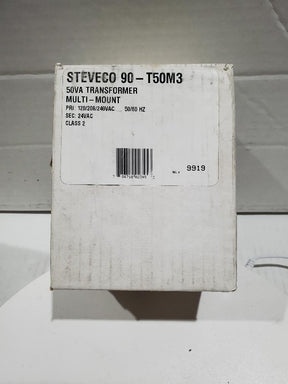 STEVECO 90-T50M3
50VA TRANSFORMER
MULTI-MOUNT
PRI: 120/208/240VAC ... 50/60 HZ
SEC: 24VAC
CLASS 2
9919